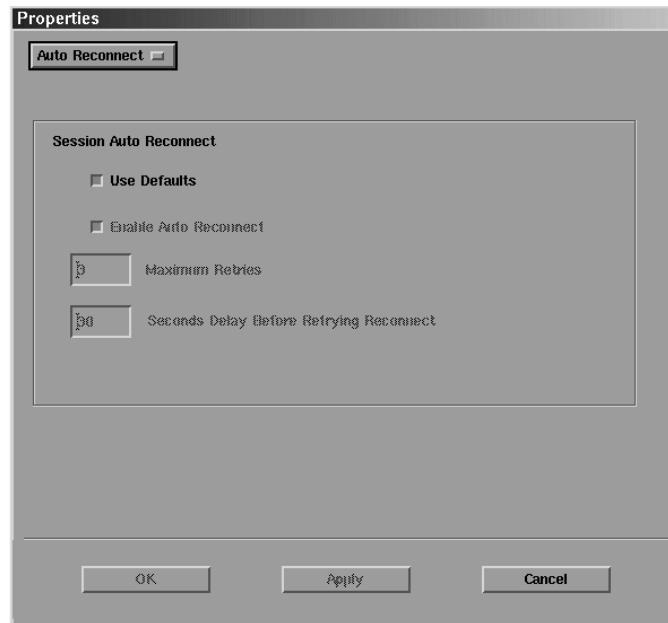 Properties
Auto Reconnect
Session Auto Reconnect
Use Defaults
Enable Auto Reconnect
Maximum Retries
Seconds Delay Before Retrying Reconnect
OK
Apply
Cancel